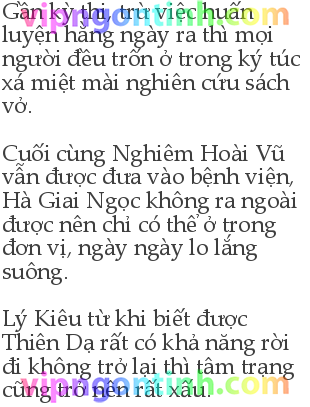 Gần kỳ thi, trừ việc huấn
luyện hằng ngày ra thì mọi
người đều trốn ở trong ký túc
xá miệt mài nghiên cứu sách
vở.
Cuối cùng Nghiêm Hoài Vũ
vẫn được đưa vào bệnh viện,
Hà Giai Ngọc không ra ngoài
được nên chỉ có thể ở trong
đơn vị, ngày ngày lo lắng
suông.
Lý Kiêu từ khi biết được
Thiên Dạ rất có khả năng rời
đi không trở lại thì tâm trạng
cũng trở nên rất xấu.
vipngontinh.com
vipngontinh.com